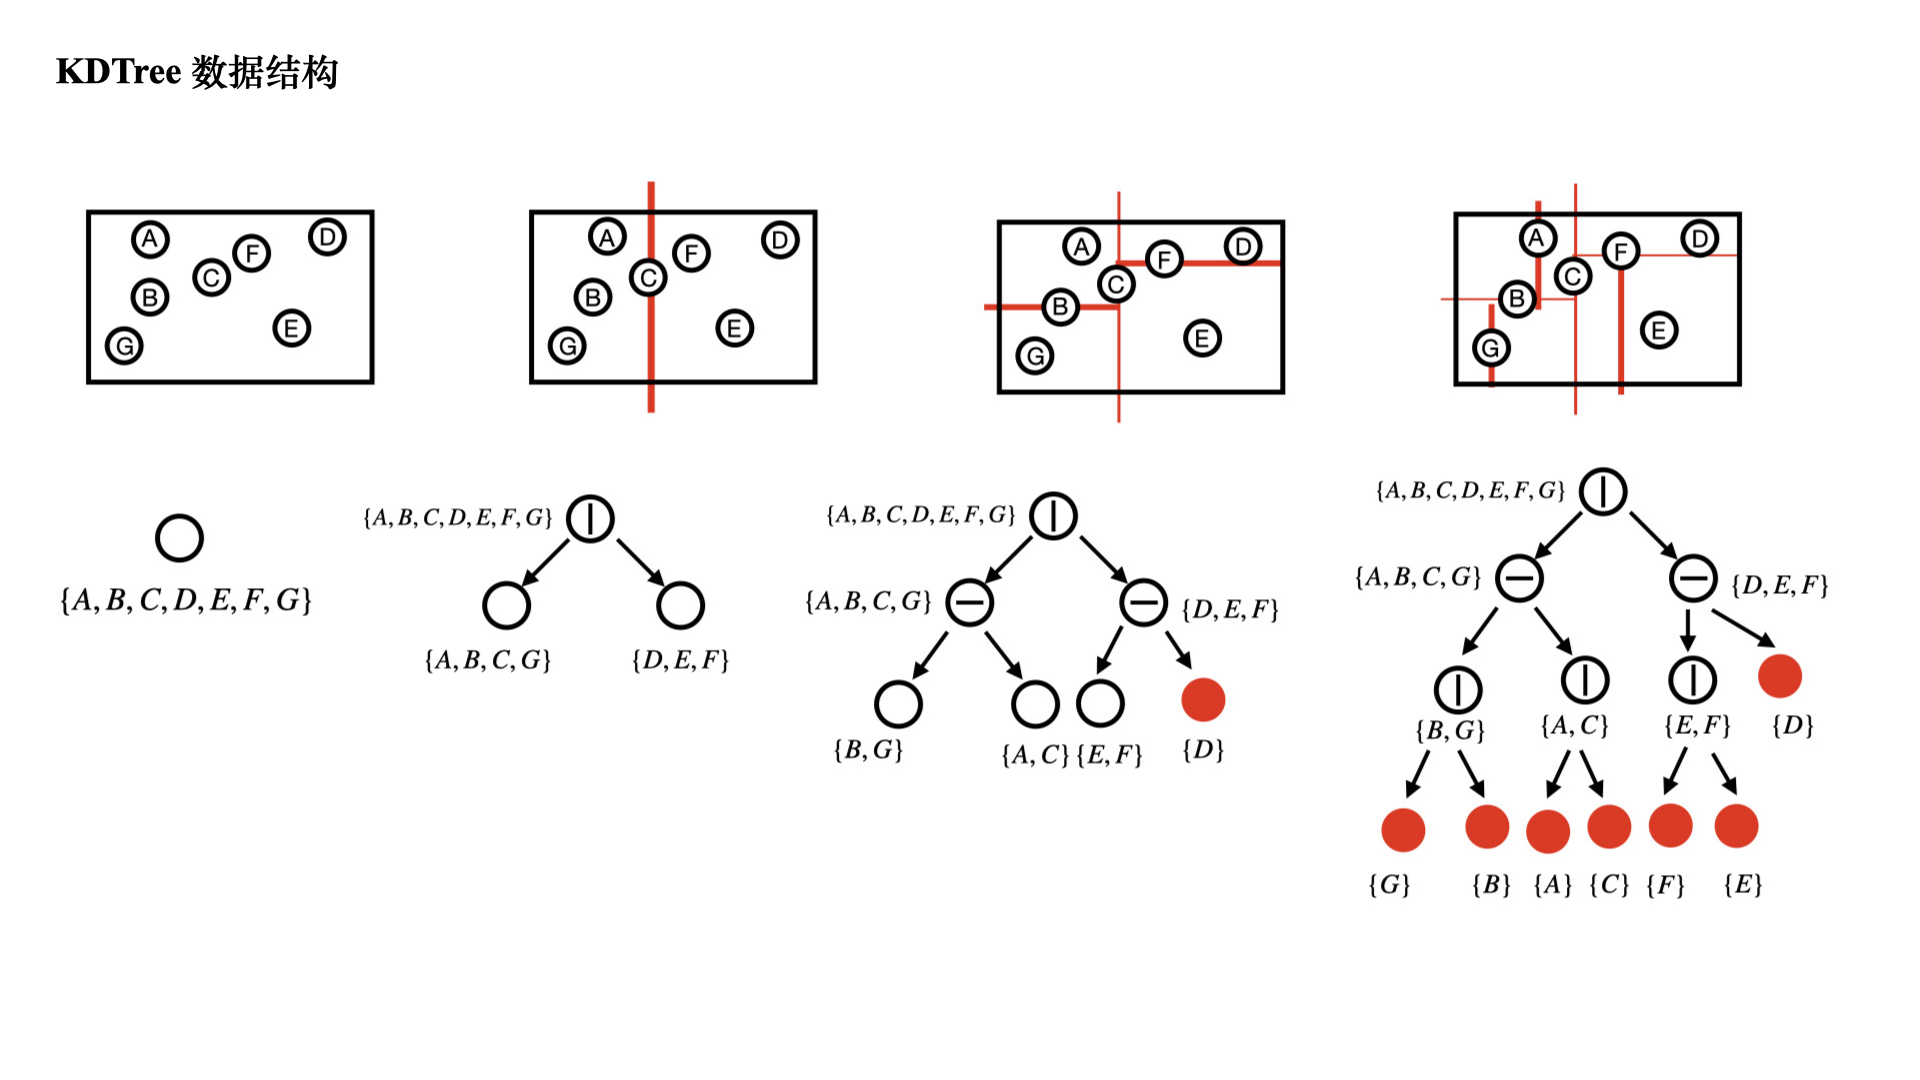 KDTree 数据结构
A
F
D
C
B
E
G
A
F
D
C
B
E
G
A
F
D
C
B
E
G
A
F
D
C
B
E
G
{A, B, C, D, E, F, G}
{A, B, C, D, E, F, G}
{A, B, C, G}
{D, E, F}
{A, B, C, D, E, F, G}
{A, B, C, G}
{D, E, F}
{B, G}
{A, C}
{E, F}
{D}
{A, B, C, D, E, F, G}
{A, B, C, G}
{D, E, F}
{B, G}
{A, C}
{E, F}
{D}
{G}
{B}
{A}
{C}
{F}
{E}